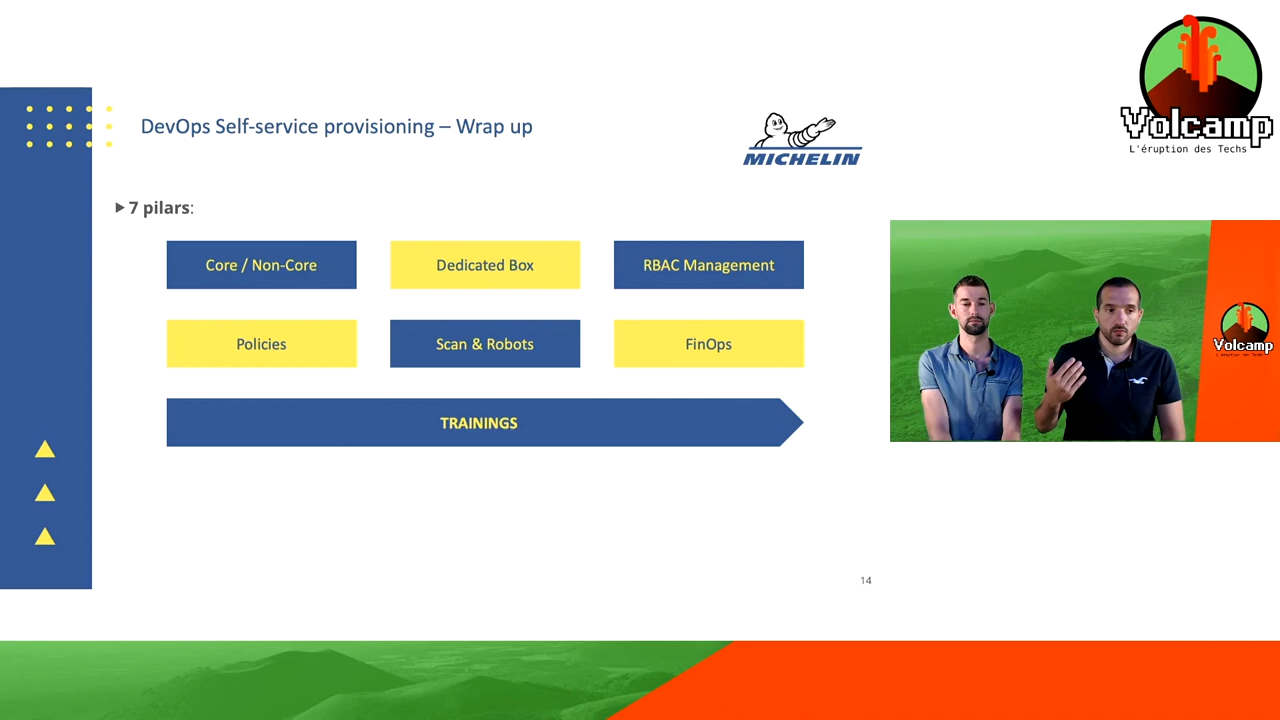 DevOps Self-service provisioning – Wrap up
MICHELIN
Volcamp
L'éruption des Techs
7 pilars:
Core / Non-Core
Dedicated Box
RBAC Management
Policies
Scan & Robots
FinOps
TRAININGS
Volcamp
14